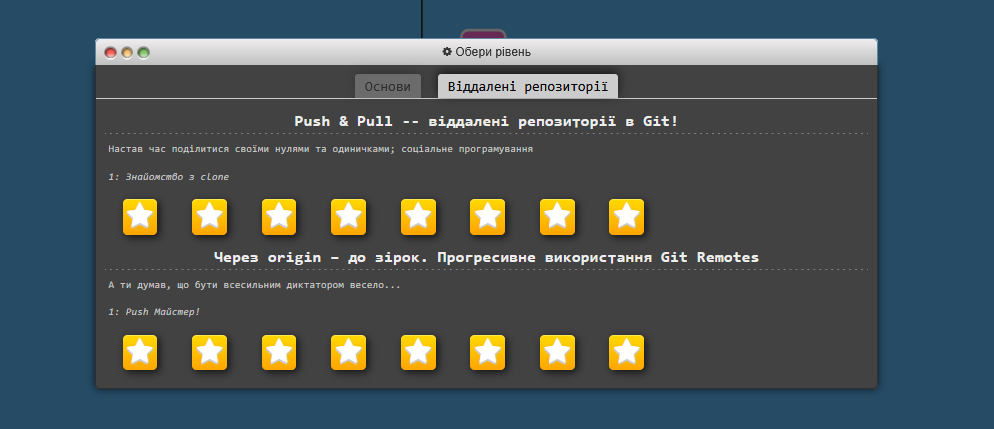 Обери рівень
Основи
Віддалені репозиторії
Push & Pull -- віддалені репозиторії в Git!
Настав час поділитися своїми нулями та одиничками; соціальне програмування
1: Знайомство з clone
Через origin – до зірок. Прогресивне використання Git Remotes
А ти думав, що бути всесильним диктатором весело...
1: Push Майстер!